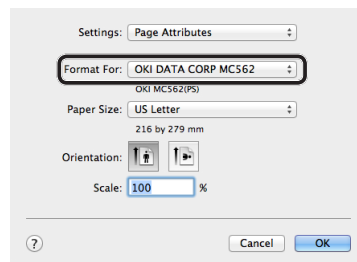 Settings: Page Attributes
Format For: OKI DATA CORP MC562
OKI MC562(PS)
Paper Size: US Letter
216 by 279 mm
Orientation:
Scale: 100 %
? Cancel OK